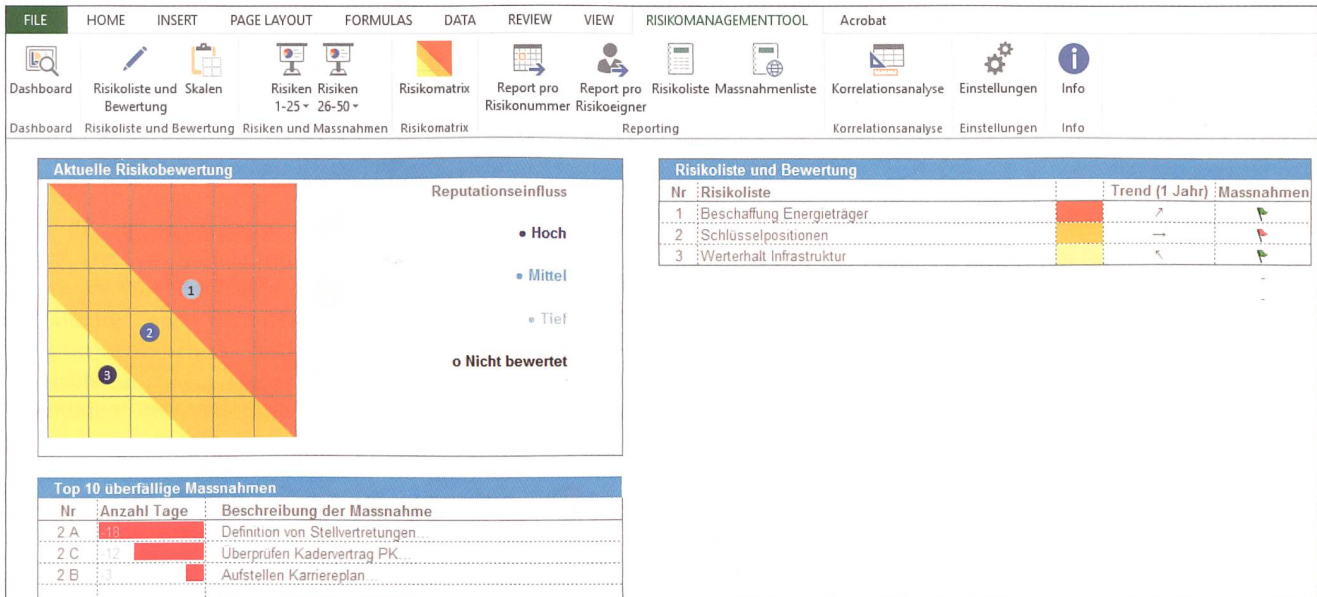 FILE HOME INSERT PAGE LAYOUT FORMULAS DATA REVIEW VIEW RISIKOMANAGEMENTTOOL Acrobat
Dashboard Risikoliste und Bewertung Skalen Risiken 1-25 Risiken 26-50 Risikomatrix Report pro Risikonummer Report pro Risikoeigner Risikoliste Massnahmenliste Korrelationsanalyse Einstellungen Info
Dashboard Risikoliste und Bewertung Risiken und Massnahmen Risikomatrix Reporting Korrelationsanalyse Einstellungen Info
Aktuelle Risikobewertung
Reputationseinfluss
Hoch
Mittel
Tief
o Nicht bewertet
1
2
3
Risikoliste und Bewertung
Nr Risikoliste Trend (1 Jahr) Massnahmen
1 Beschaffung Energieträger
2 Schlüsselpositionen
3 Werterhalt Infrastruktur
-
-
Top 10 überfällige Massnahmen
Nr Anzahl Tage Beschreibung der Massnahme
2 A -18 Definition von Stellvertretungen...
2 C -12 Überprüfen Kadervertrag PK...
2 B -3 Aufstellen Karriereplan...